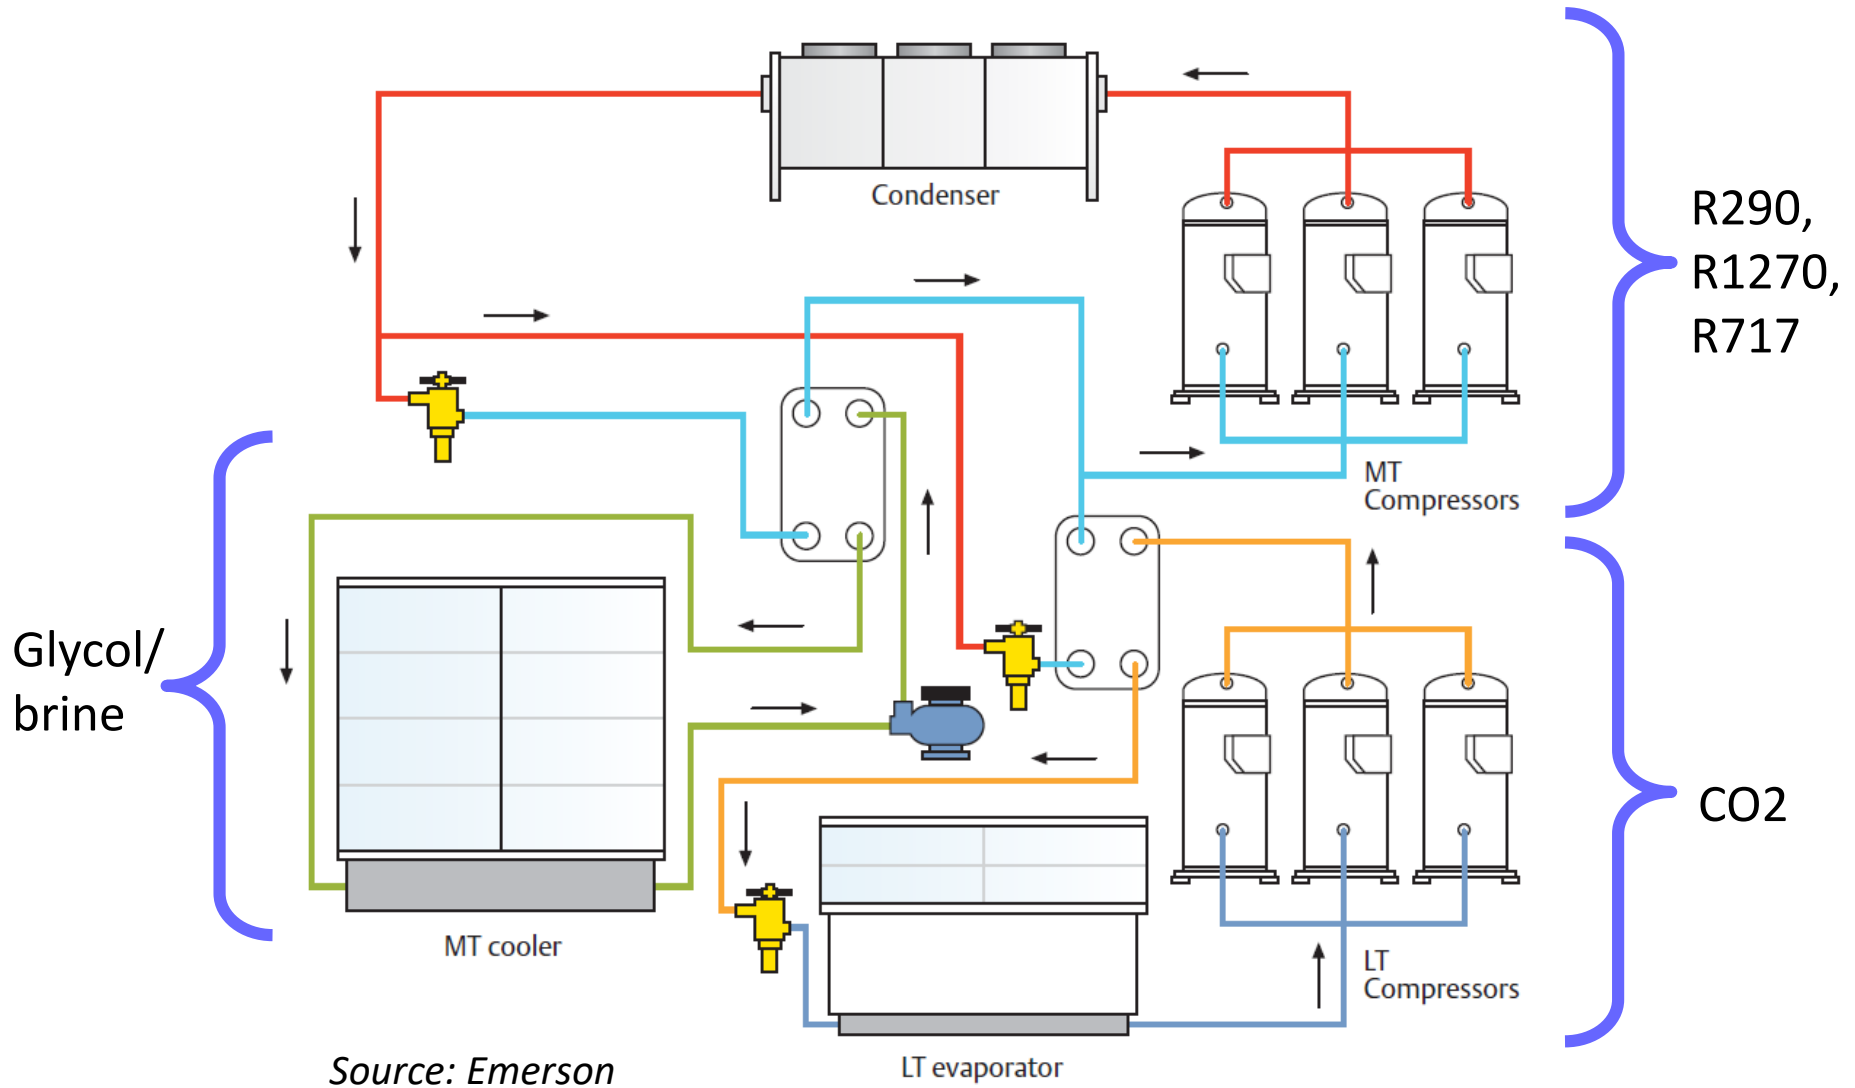 Condenser
R290,
R1270,
R717
MT
Compressors
Glycol/
brine
CO2
MT cooler
LT
Compressors
LT evaporator
Source: Emerson